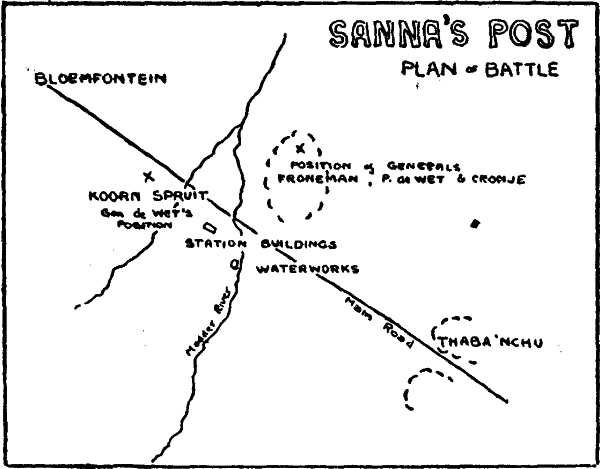 SANNA'S POST
PLAN OF BATTLE
BLOEMFONTEIN
POSITION of GENERALS
FRONEMAN, P. de WET & CRONJE
KOORN SPRUIT
Gen de WET'S
POSITION
STATION BUILDINGS
WATERWORKS
Modder River
Main Road
THABA'NCHU